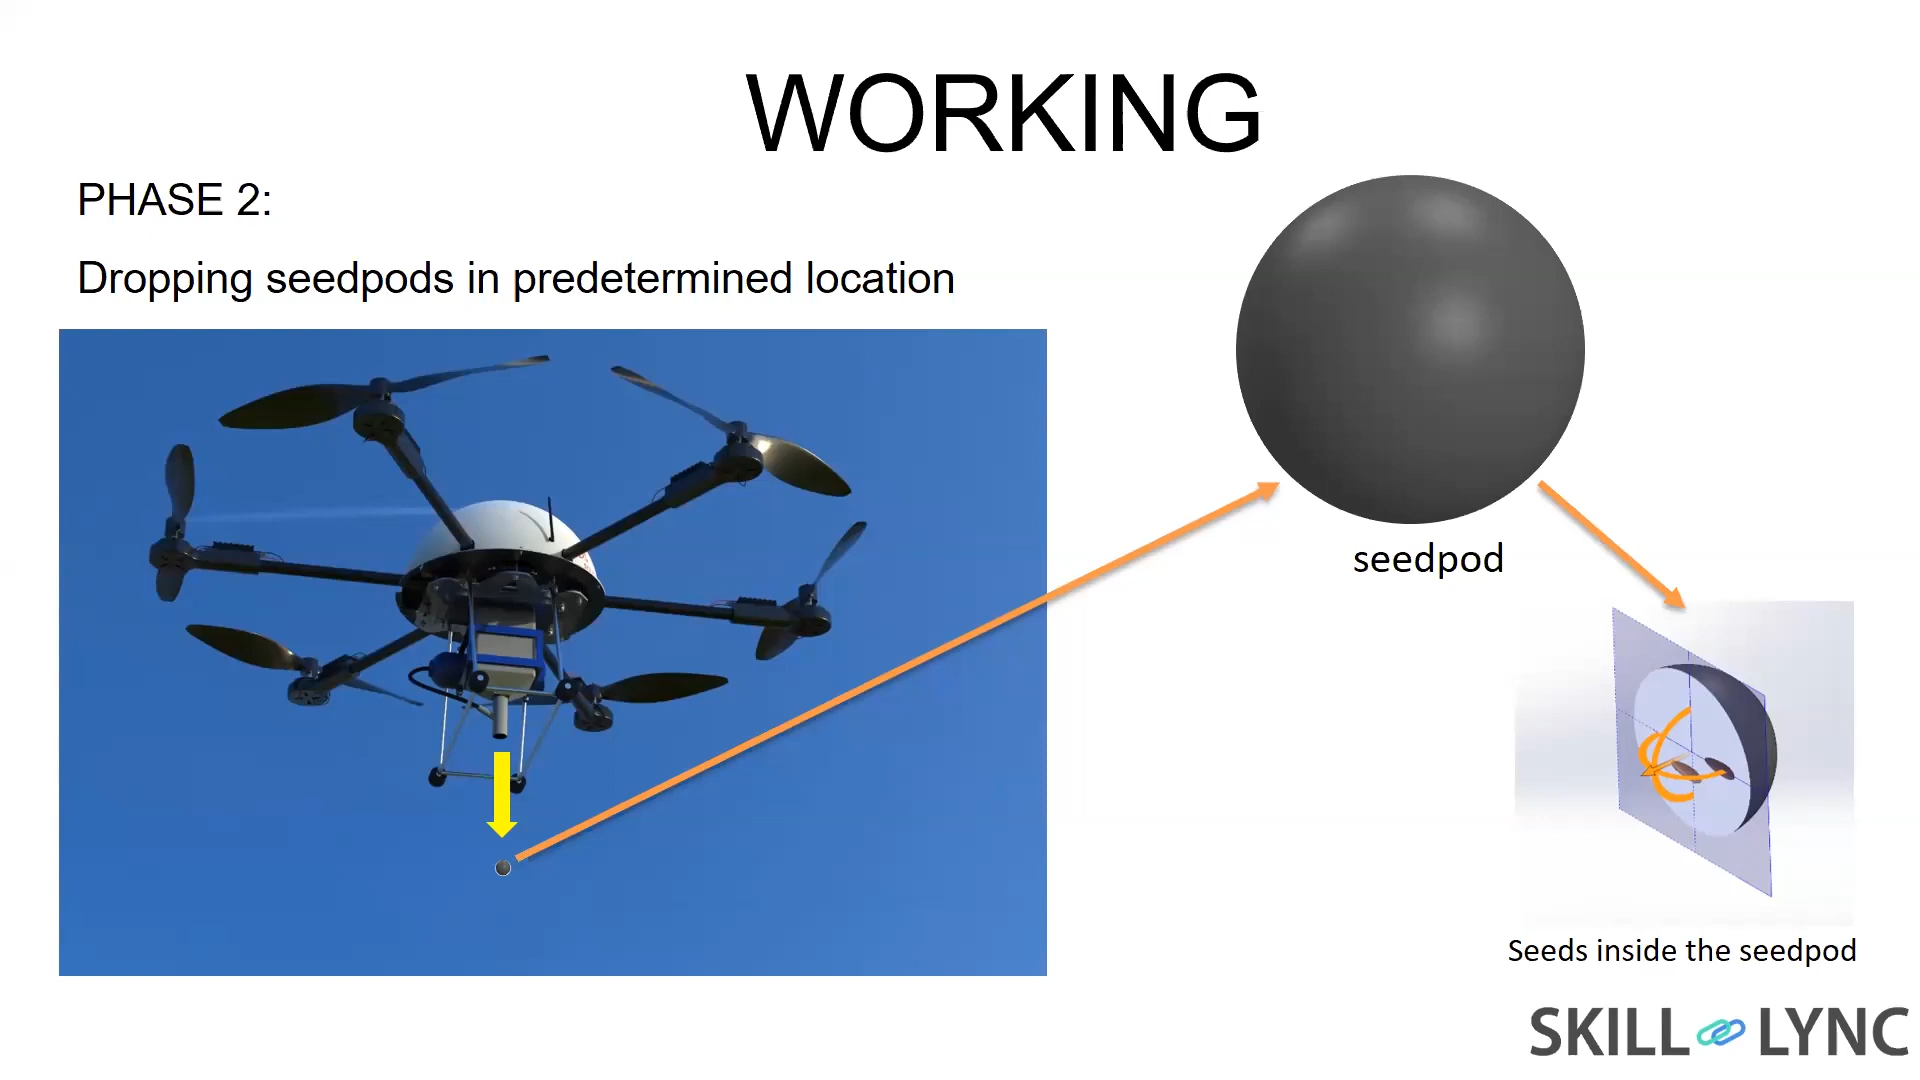 WORKING
PHASE 2:
Dropping seedpods in predetermined location
seedpod
Seeds inside the seedpod
SKILL LYNC